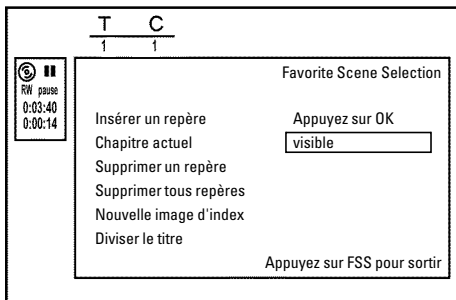 T C
1 1
RW pause
0:03:40
0:00:14
Favorite Scene Selection
Insérer un repère Appuyez sur OK
Chapitre actuel visible
Supprimer un repère
Supprimer tous repères
Nouvelle image d'index
Diviser le titre
Appuyez sur FSS pour sortir